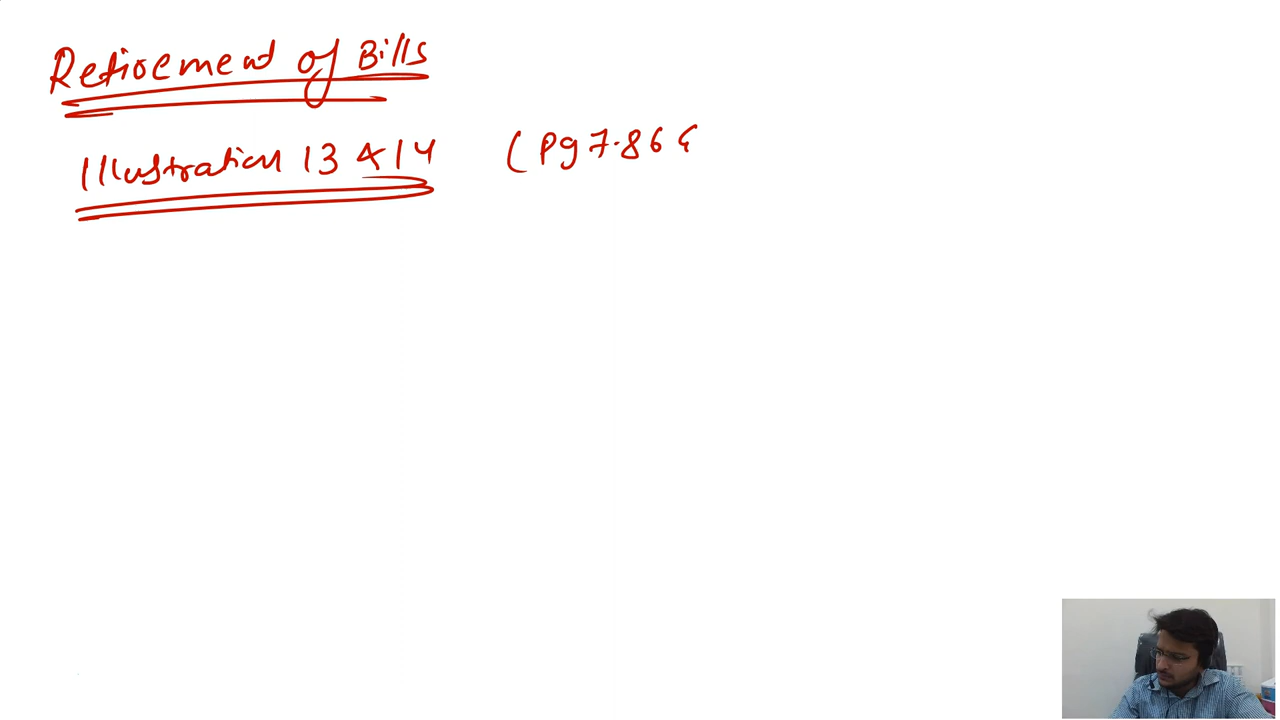 Retirement of Bills
Illustration 13 & 14 (Pg 7.86